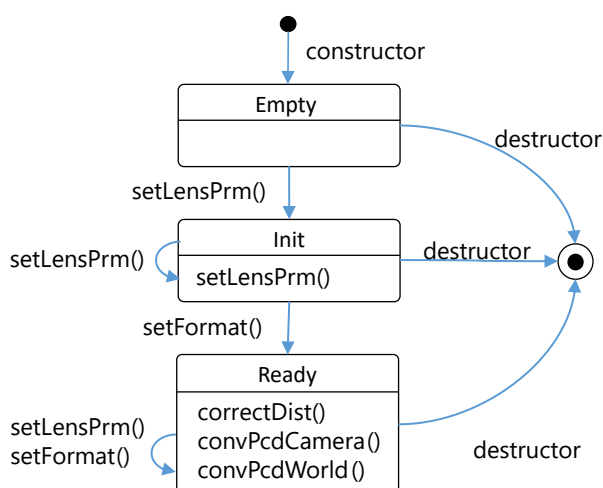 constructor
Empty
destructor
setLensPrm()
Init
setLensPrm()
destructor
setLensPrm()
setFormat()
Ready
correctDist()
setLensPrm()
convPcdCamera()
setFormat()
convPcdWorld()
destructor